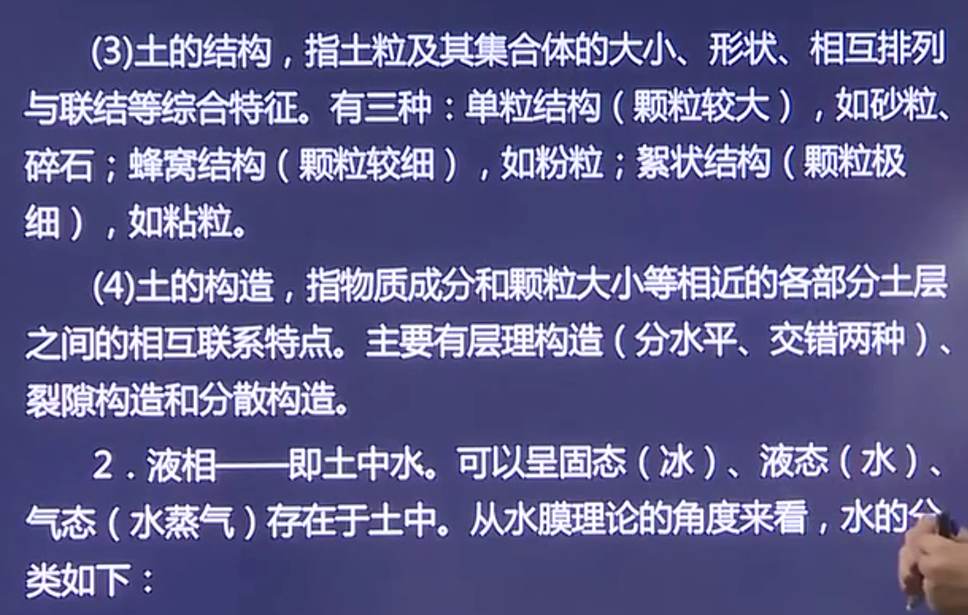 (3)土的结构，指土粒及其集合体的大小、形状、相互排列
与联结等综合特征。有三种：单粒结构（颗粒较大），如砂粒、
碎石；蜂窝结构（颗粒较细），如粉粒；絮状结构（颗粒极
细），如粘粒。
(4)土的构造，指物质成分和颗粒大小等相近的各部分土层
之间的相互联系特点。主要有层理构造（分水平、交错两种）、
裂隙构造和分散构造。
2．液相——即土中水。可以呈固态（冰）、液态（水）、
气态（水蒸气）存在于土中。从水膜理论的角度来看，水的分
类如下：